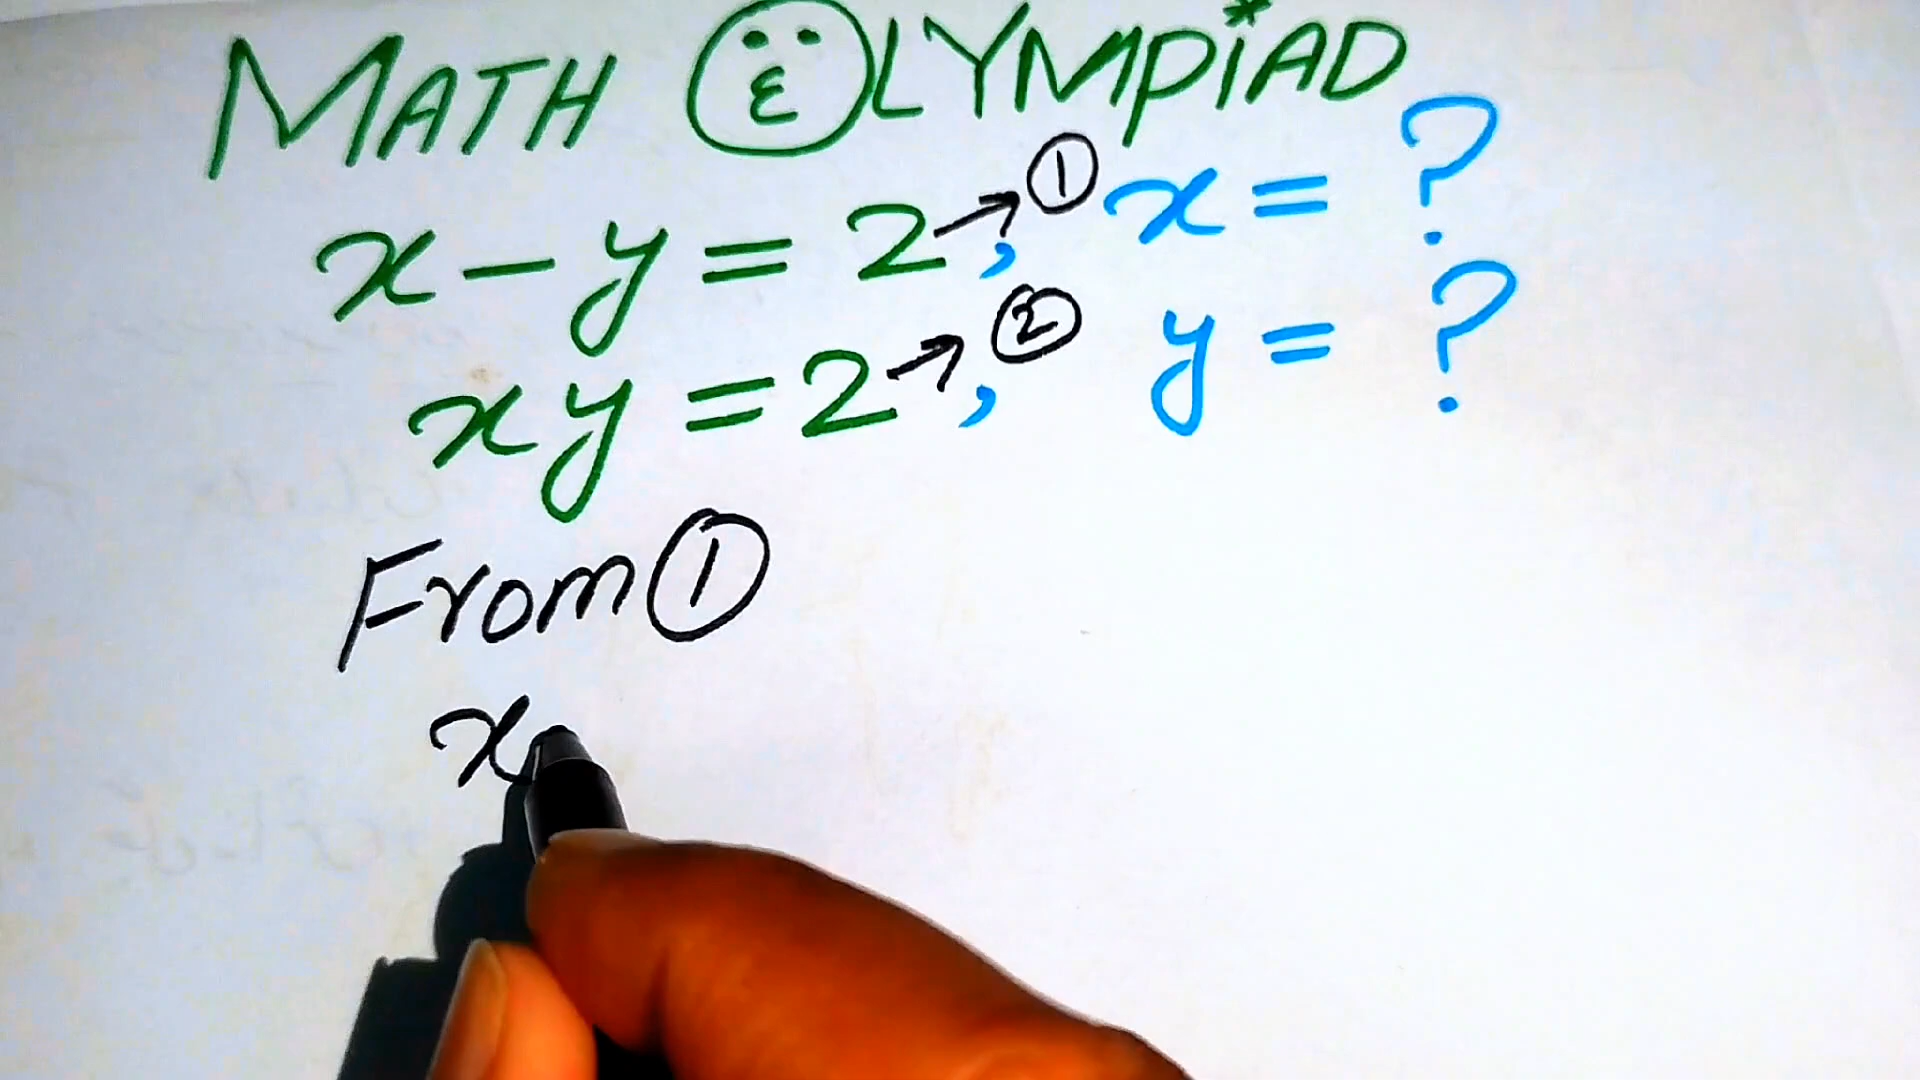 MATH OLYMPiAD
x - y = 2 → ① , x = ?
xy = 2 → ② , y = ?
From ①
x